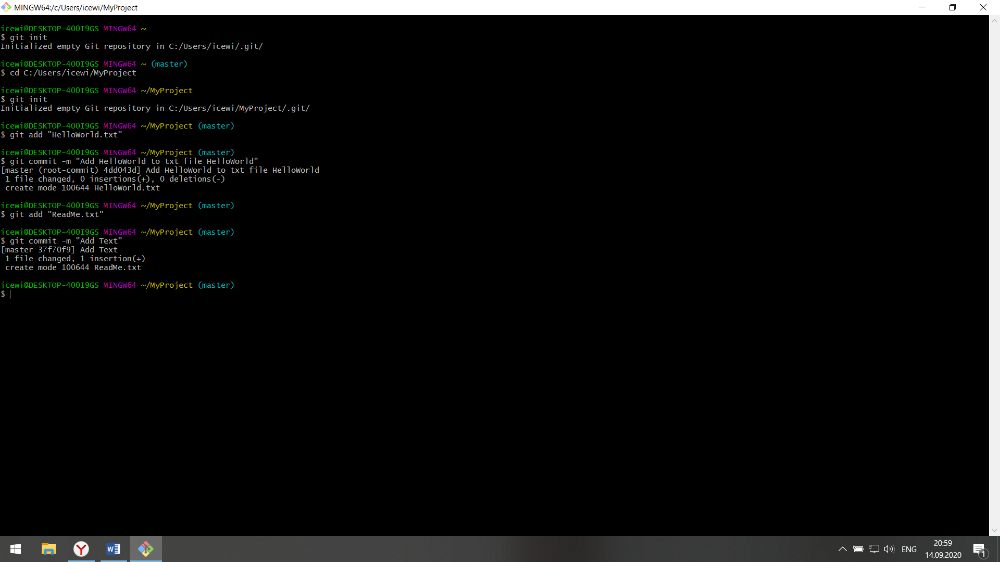 MINGW64:/c/Users/icewi/MyProject
icewi@DESKTOP-400I9GS MINGW64 ~
$ git init
Initialized empty Git repository in C:/Users/icewi/.git/
icewi@DESKTOP-400I9GS MINGW64 ~ (master)
$ cd C:/Users/icewi/MyProject
icewi@DESKTOP-400I9GS MINGW64 ~/MyProject
$ git init
Initialized empty Git repository in C:/Users/icewi/MyProject/.git/
icewi@DESKTOP-400I9GS MINGW64 ~/MyProject (master)
$ git add "HelloWorld.txt"
icewi@DESKTOP-400I9GS MINGW64 ~/MyProject (master)
$ git commit -m "Add HelloWorld to txt file HelloWorld"
[master (root-commit) 4dd043d] Add HelloWorld to txt file HelloWorld
1 file changed, 0 insertions(+), 0 deletions(-)
create mode 100644 HelloWorld.txt
icewi@DESKTOP-400I9GS MINGW64 ~/MyProject (master)
$ git add "ReadMe.txt"
icewi@DESKTOP-400I9GS MINGW64 ~/MyProject (master)
$ git commit -m "Add Text"
[master 37f70f9] Add Text
1 file changed, 1 insertion(+)
create mode 100644 ReadMe.txt
icewi@DESKTOP-400I9GS MINGW64 ~/MyProject (master)
$
ENG
20:59
14.09.2020
1